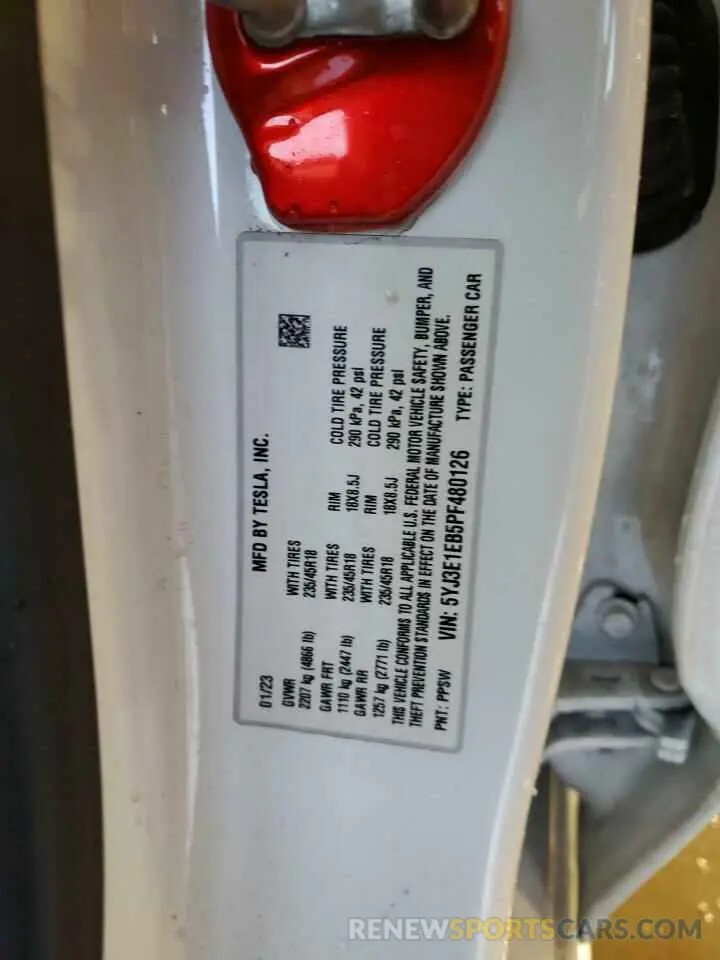 MFD BY TESLA, INC.
01/23
GVWR WITH TIRES
2207 kg (4866 lb) 235/45R18
GAWR FRT WITH TIRES RIM COLD TIRE PRESSURE
1110 kg (2447 lb) 235/45R18 18X8.5J 290 kPa, 42 psi
GAWR RR WITH TIRES RIM COLD TIRE PRESSURE
1257 kg (2771 lb) 235/45R18 18X8.5J 290 kPa, 42 psi
THIS VEHICLE CONFORMS TO ALL APPLICABLE U.S. FEDERAL MOTOR VEHICLE SAFETY, BUMPER, AND
THEFT PREVENTION STANDARDS IN EFFECT ON THE DATE OF MANUFACTURE SHOWN ABOVE.
PNT: PPSW VIN: 5YJ3E1EB5PF480126 TYPE: PASSENGER CAR
RENEWSPORTSCARS.COM